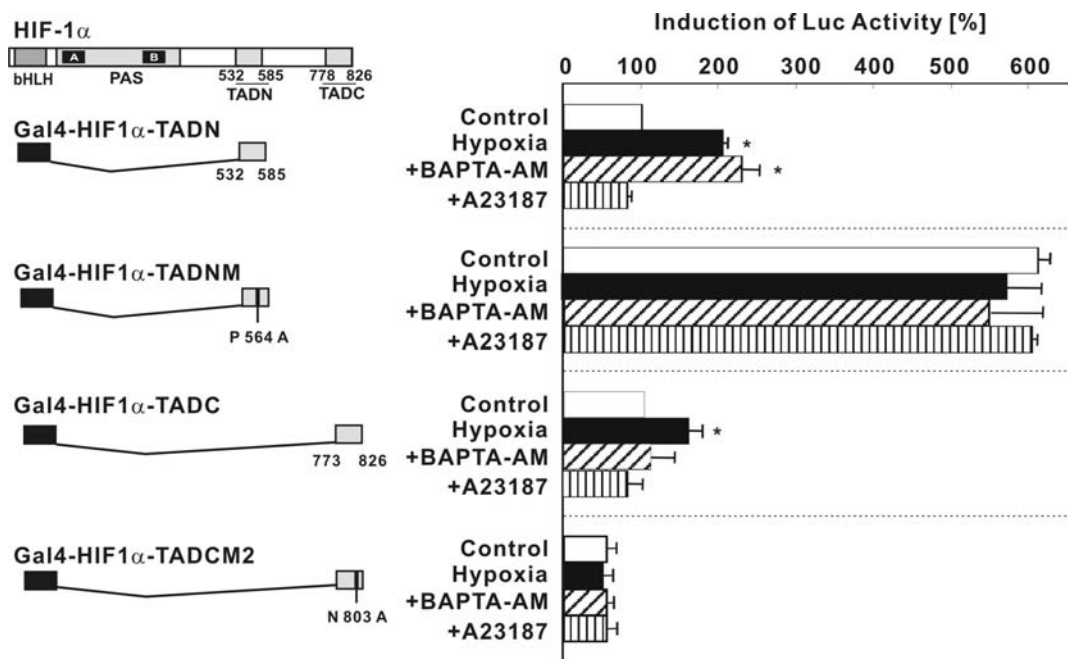 HIF-1α
A B
bHLH PAS 532 585 778 826
TADN TADC
Induction of Luc Activity [%]
0 100 200 300 400 500 600
Gal4-HIF1α-TADN
532 585
Control
Hypoxia *
+BAPTA-AM *
+A23187
Gal4-HIF1α-TADNM
P 564 A
Control
Hypoxia
+BAPTA-AM
+A23187
Gal4-HIF1α-TADC
773 826
Control
Hypoxia *
+BAPTA-AM
+A23187
Gal4-HIF1α-TADCM2
N 803 A
Control
Hypoxia
+BAPTA-AM
+A23187